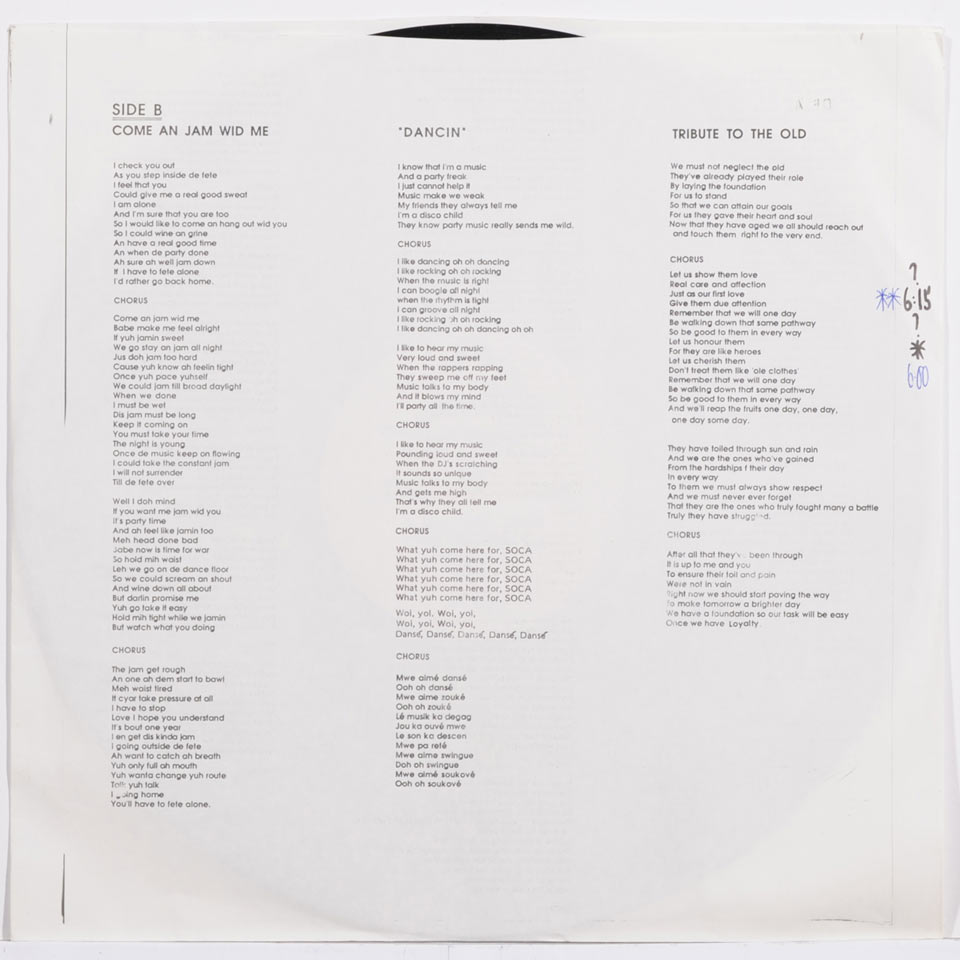 SIDE B
COME AN JAM WID ME
I check you out
As you step inside de fete
I feel that you
Could give me a real good sweat
I am alone
And I'm sure that you are too
So I would like to come an hang out wid you
So I could wine an grine
An have a real good time
An when de party done
Ah sure ah well jam down
If I have to fete alone
I'd rather go back home.
CHORUS
Come an jam wid me
Babe make me feel alright
If yuh jamin sweet
We go stay an jam all night
Jus doh jam too hard
Cause yuh know ah feelin tight
Once yuh pace yuhself
We could jam till broad daylight
When we done
I must be wet
Dis jam must be long
Keep it coming on
You must take your time
The night is young
Once de music keep on flowing
I could take the constant jam
I will not surrender
Till de fete over
Well I doh mind
If you want me jam wid you
It's party time
And ah feel like jamin too
Meh head done bad
Babe now is time for war
So hold mih waist
Leh we go on de dance floor
So we could scream an shout
And wine down all about
But darlin promise me
Yuh go take it easy
Hold mih tight while we jamin
But watch what you doing
CHORUS
The jam get rough
An one ah dem start to bawl
Meh waist tired
It cyar take pressure at all
I have to stop
Love I hope you understand
It's bout one year
I en get dis kinda jam
I going outside de fete
Ah want to catch ah breath
Yuh only full ah mouth
Yuh wanta change yuh route
Talk yuh talk
I going home
You'll have to fete alone.
"DANCIN"
I know that I'm a music
And a party freak
I just cannot help it
Music make we weak
My friends they always tell me
I'm a disco child
They know party music really sends me wild.
CHORUS
I like dancing oh oh dancing
I like rocking oh oh rocking
When the music is right
I can boogie all night
when the rhythm is tight
I can groove all night
I like rocking oh oh rocking
I like dancing oh oh dancing oh oh
I like to hear my music
Very loud and sweet
When the rappers rapping
They sweep me off my feet
Music talks to my body
And it blows my mind
I'll party all the time.
CHORUS
I like to hear my music
Pounding loud and sweet
When the DJ's scratching
It sounds so unique
Music talks to my body
And gets me high
That's why they all tell me
I'm a disco child.
CHORUS
What yuh come here for, SOCA
What yuh come here for, SOCA
What yuh come here for, SOCA
What yuh come here for, SOCA
What yuh come here for, SOCA
What yuh come here for, SOCA
Woi, yoi. Woi, yoi,
Woi, yoi, Woi, yoi,
Dansé, Dansé, Dansé, Dansé, Dansé
CHORUS
Mwe aimé dansé
Ooh oh dansé
Mwe aime zouké
Ooh oh zouké
Lé musik ka degag
Jou ka ouvé mwe
Le son ka descen
Mwe pa reté
Mwe aime swingue
Doh oh swingue
Mwe aimé soukové
Ooh oh soukové
TRIBUTE TO THE OLD
We must not neglect the old
They've already played their role
By laying the foundation
For us to stand
So that we can attain our goals
For us they gave their heart and soul
Now that they have aged we all should reach out
and touch them right to the very end.
CHORUS
Let us show them love
Real care and affection
Just as our first love
Give them due attention
Remember that we will one day
Be walking down that same pathway
So be good to them in every way
Let us honour them
For they are like heroes
Let us cherish them
Don't treat them like 'ole clothes'
Remember that we will one day
Be walking down that same pathway
So be good to them in every way
And we'll reap the fruits one day, one day,
one day some day.
They have toiled through sun and rain
And we are the ones who've gained
From the hardships f their day
In every way
To them we must always show respect
And we must never ever forget
That they are the ones who truly fought many a battle
Truly they have struggled.
CHORUS
After all that they've been through
It is up to me and you
To ensure their toil and pain
Were not in vain
Right now we should start paving the way
to make tomorrow a brighter day
We have a foundation so our task will be easy
Once we have Loyalty.
?
**6:15
?
*
6:00